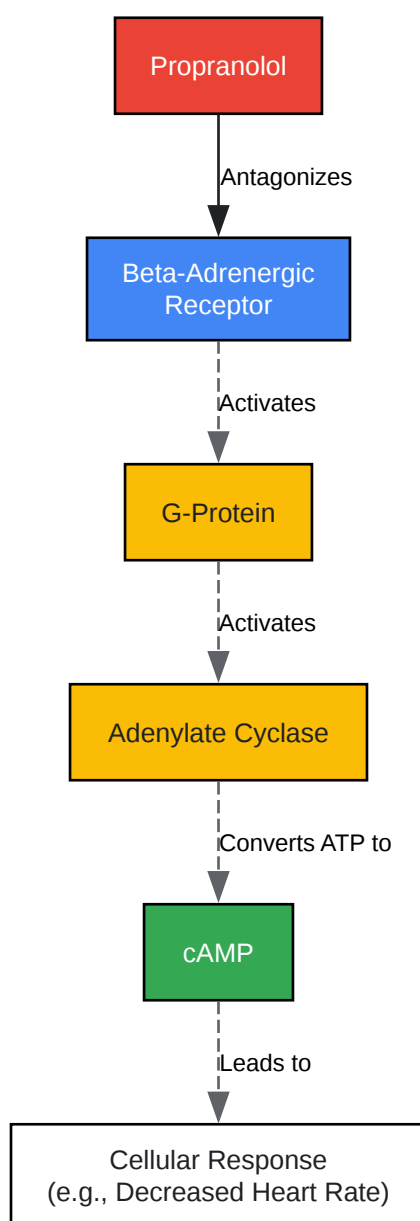 Propranolol
Antagonizes
Beta-Adrenergic
Receptor
Activates
G-Protein
Activates
Adenylate Cyclase
Converts ATP to
cAMP
Leads to
Cellular Response
(e.g., Decreased Heart Rate)